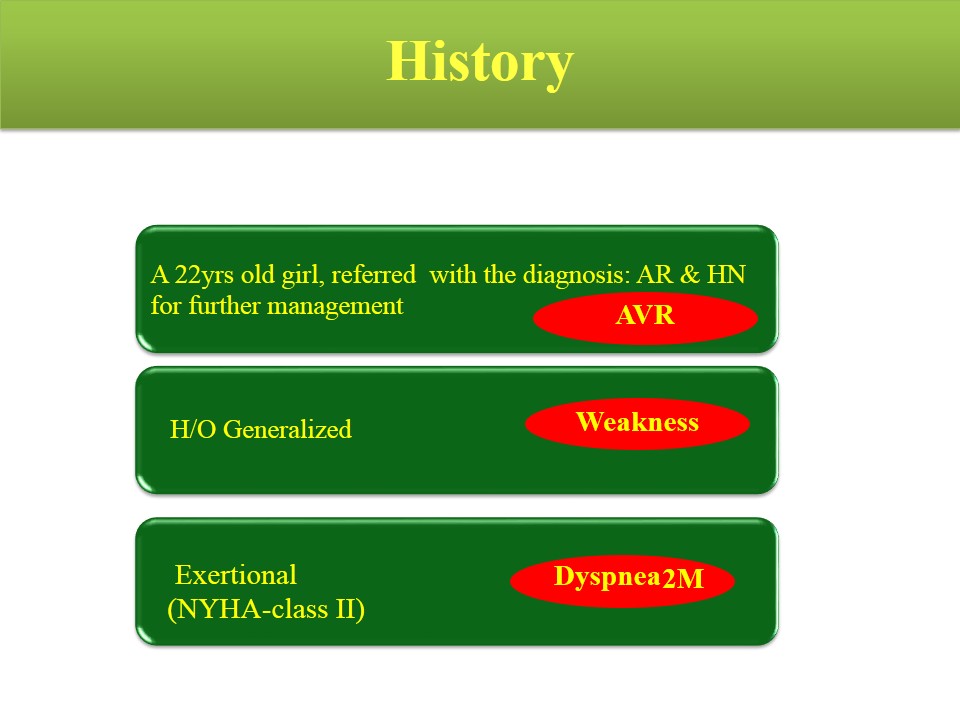 History
A 22yrs old girl, referred  with the diagnosis: AR & HN
for further management
AVR
H/O Generalized
Weakness
Exertional
(NYHA-class II)
Dyspnea2M